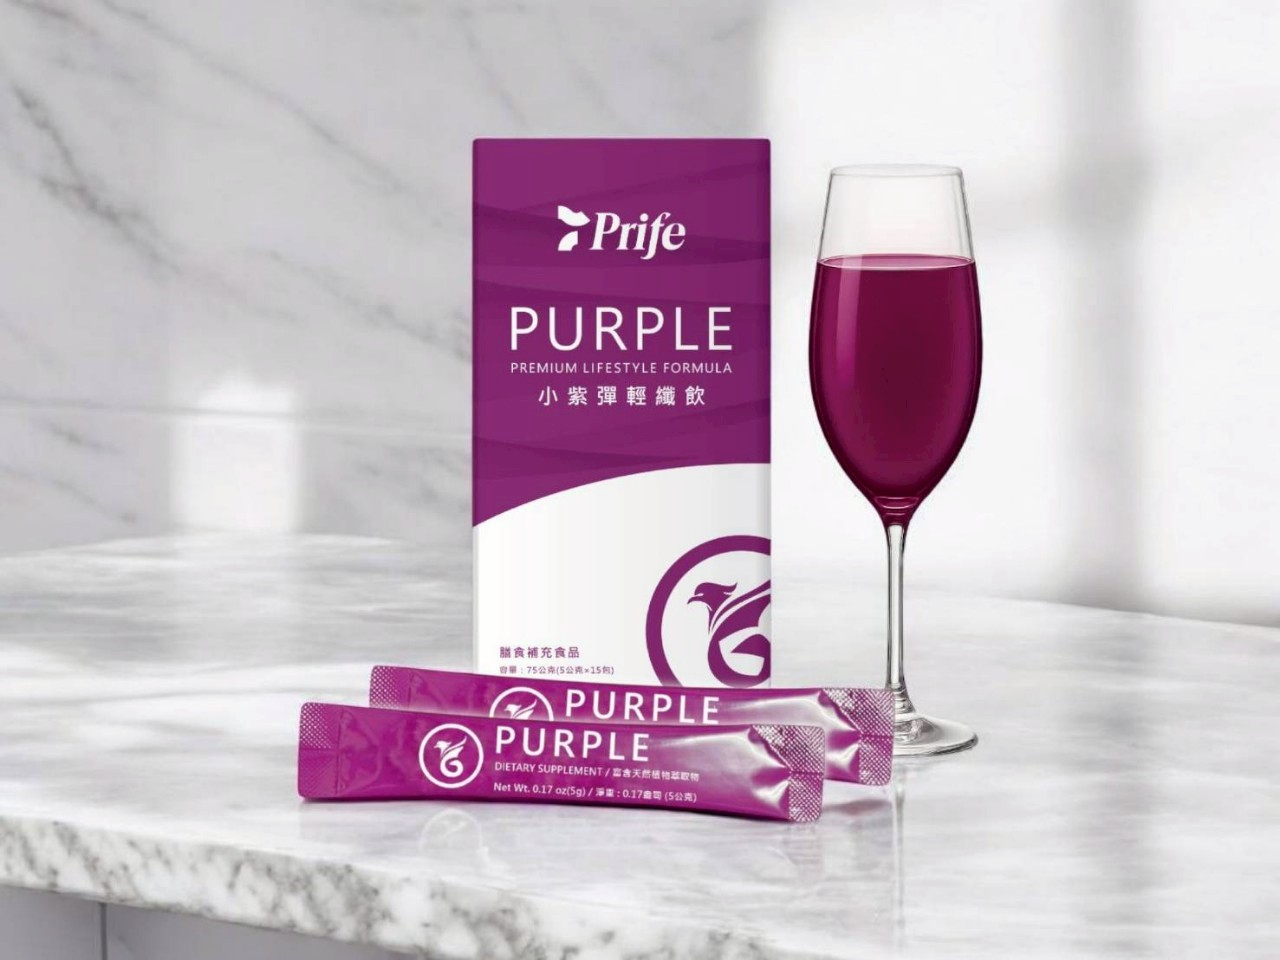 Prife
PURPLE
PREMIUM LIFESTYLE FORMULA
小紫彈輕纖飲
膳食補充食品
容量：75公克(5公克×15包)
PURPLE
PURPLE
DIETARY SUPPLEMENT / 富含天然植物萃取物
Net Wt. 0.17 oz(5g) / 淨重：0.17盎司 (5公克)